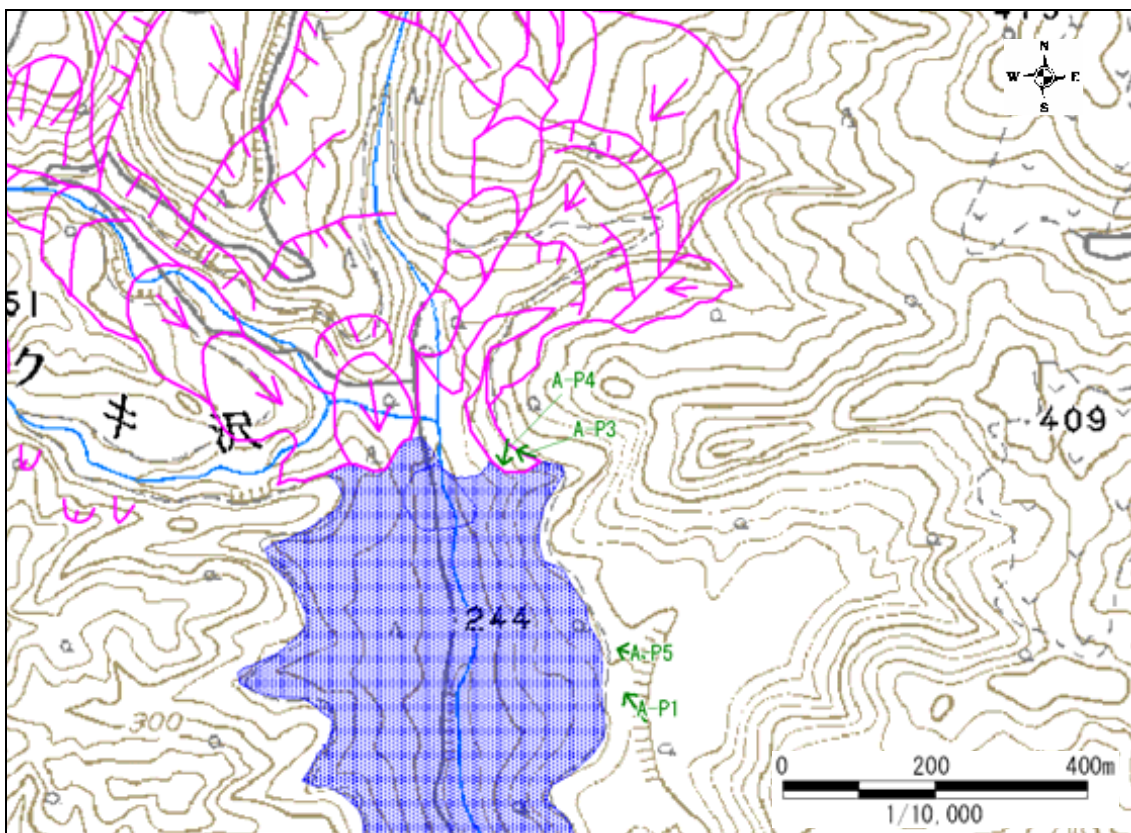 N
W E
S
51
ク
キ 沢
A-P4
A-P3
409
244
A-P5
A-P1
300
0 200 400m
1/10,000